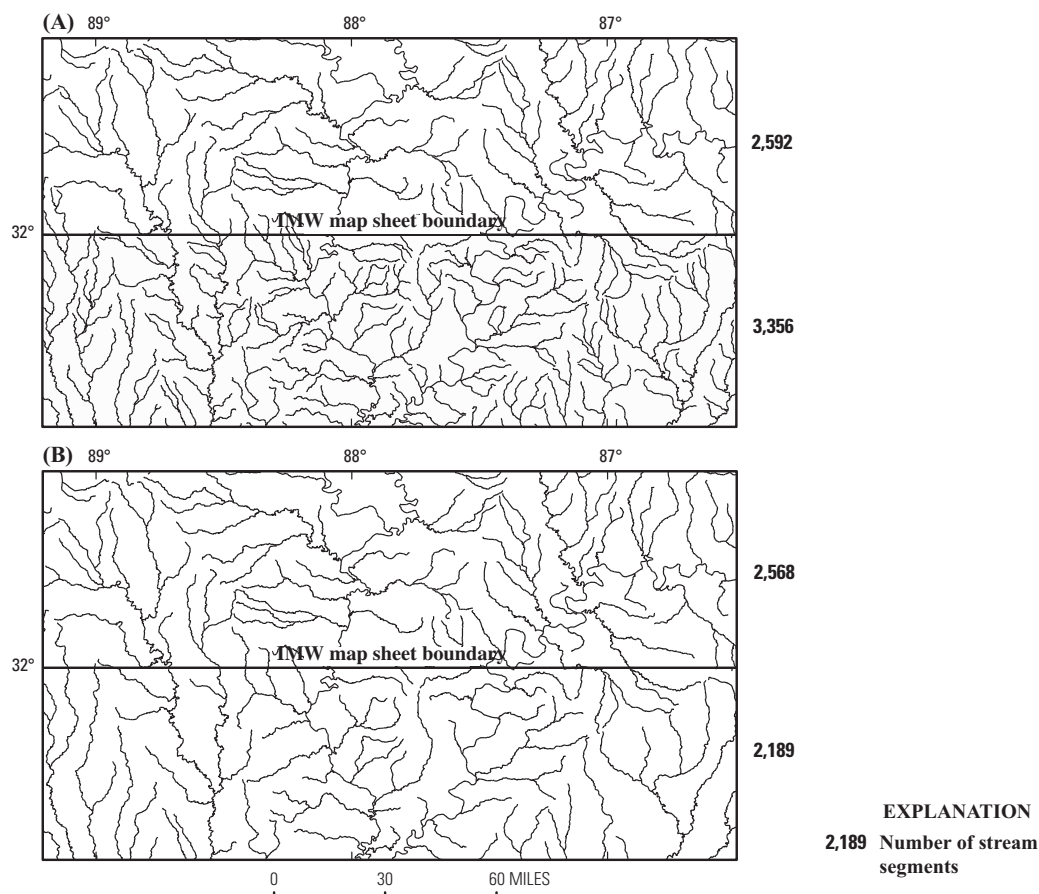 (A) 89° 88° 87°
2,592
IMW map sheet boundary
32°
3,356
(B) 89° 88° 87°
2,568
IMW map sheet boundary
32°
2,189
EXPLANATION
2,189 Number of stream
segments
0 30 60 MILES